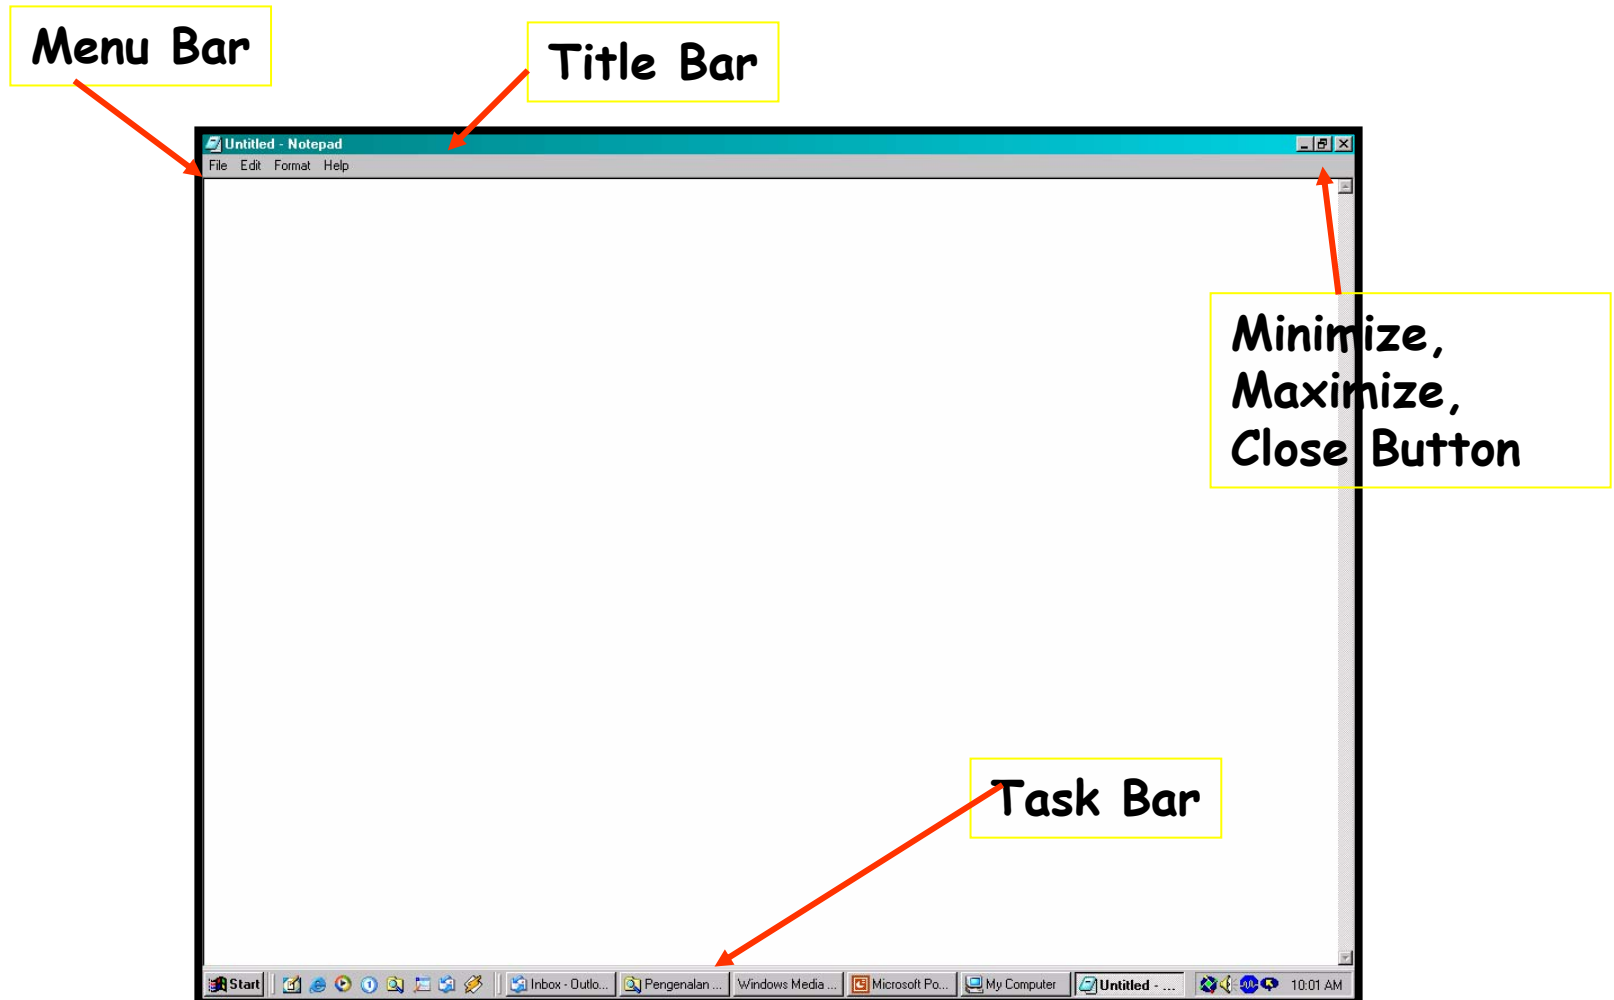 Menu Bar
Title Bar
Untitled - Notepad
File Edit Format Help
Minimize,
Maximize,
Close Button
Task Bar
Start Inbox - Outlo... Pengenalan ... Windows Media ... Microsoft Po... My Computer Untitled - ... 10:01 AM